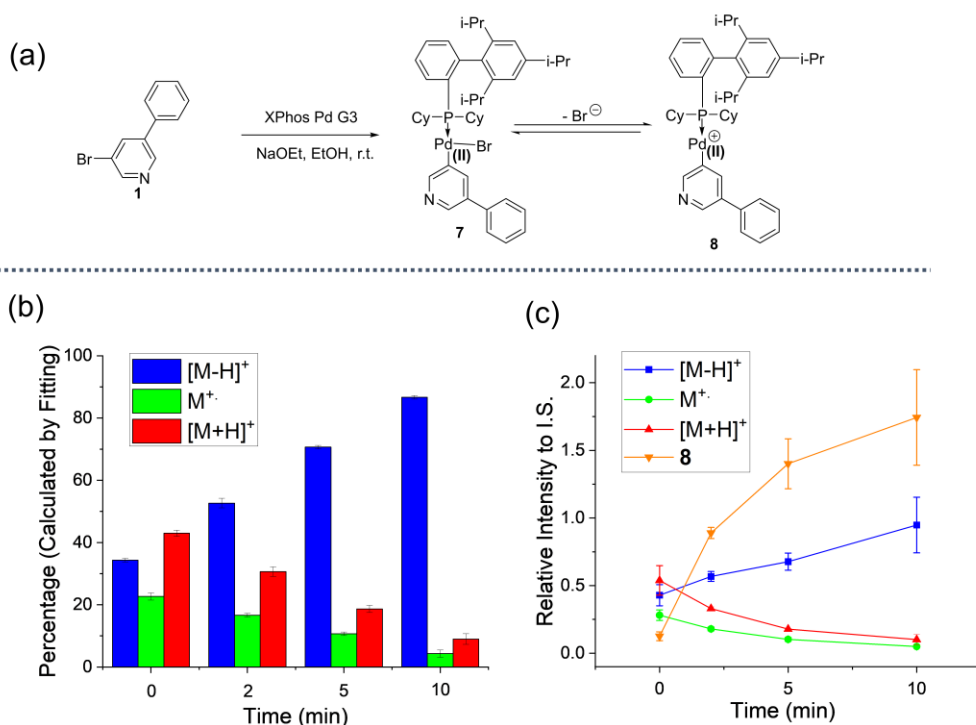 (a)
Br
N
1
XPhos Pd G3
NaOEt, EtOH, r.t.
i-Pr
i-Pr
i-Pr
Cy—P—Cy
Pd—Br
(II)
N
7
- Br⊖
i-Pr
i-Pr
i-Pr
Cy—P—Cy
Pd⊕
(II)
N
8
(b)
Percentage (Calculated by Fitting)
100
80
60
40
20
0
[M-H]⁺
M⁺·
[M+H]⁺
0 2 5 10
Time (min)
(c)
Relative Intensity to I.S.
2.0
1.5
1.0
0.5
0.0
[M-H]⁺
M⁺·
[M+H]⁺
8
0 5 10
Time (min)